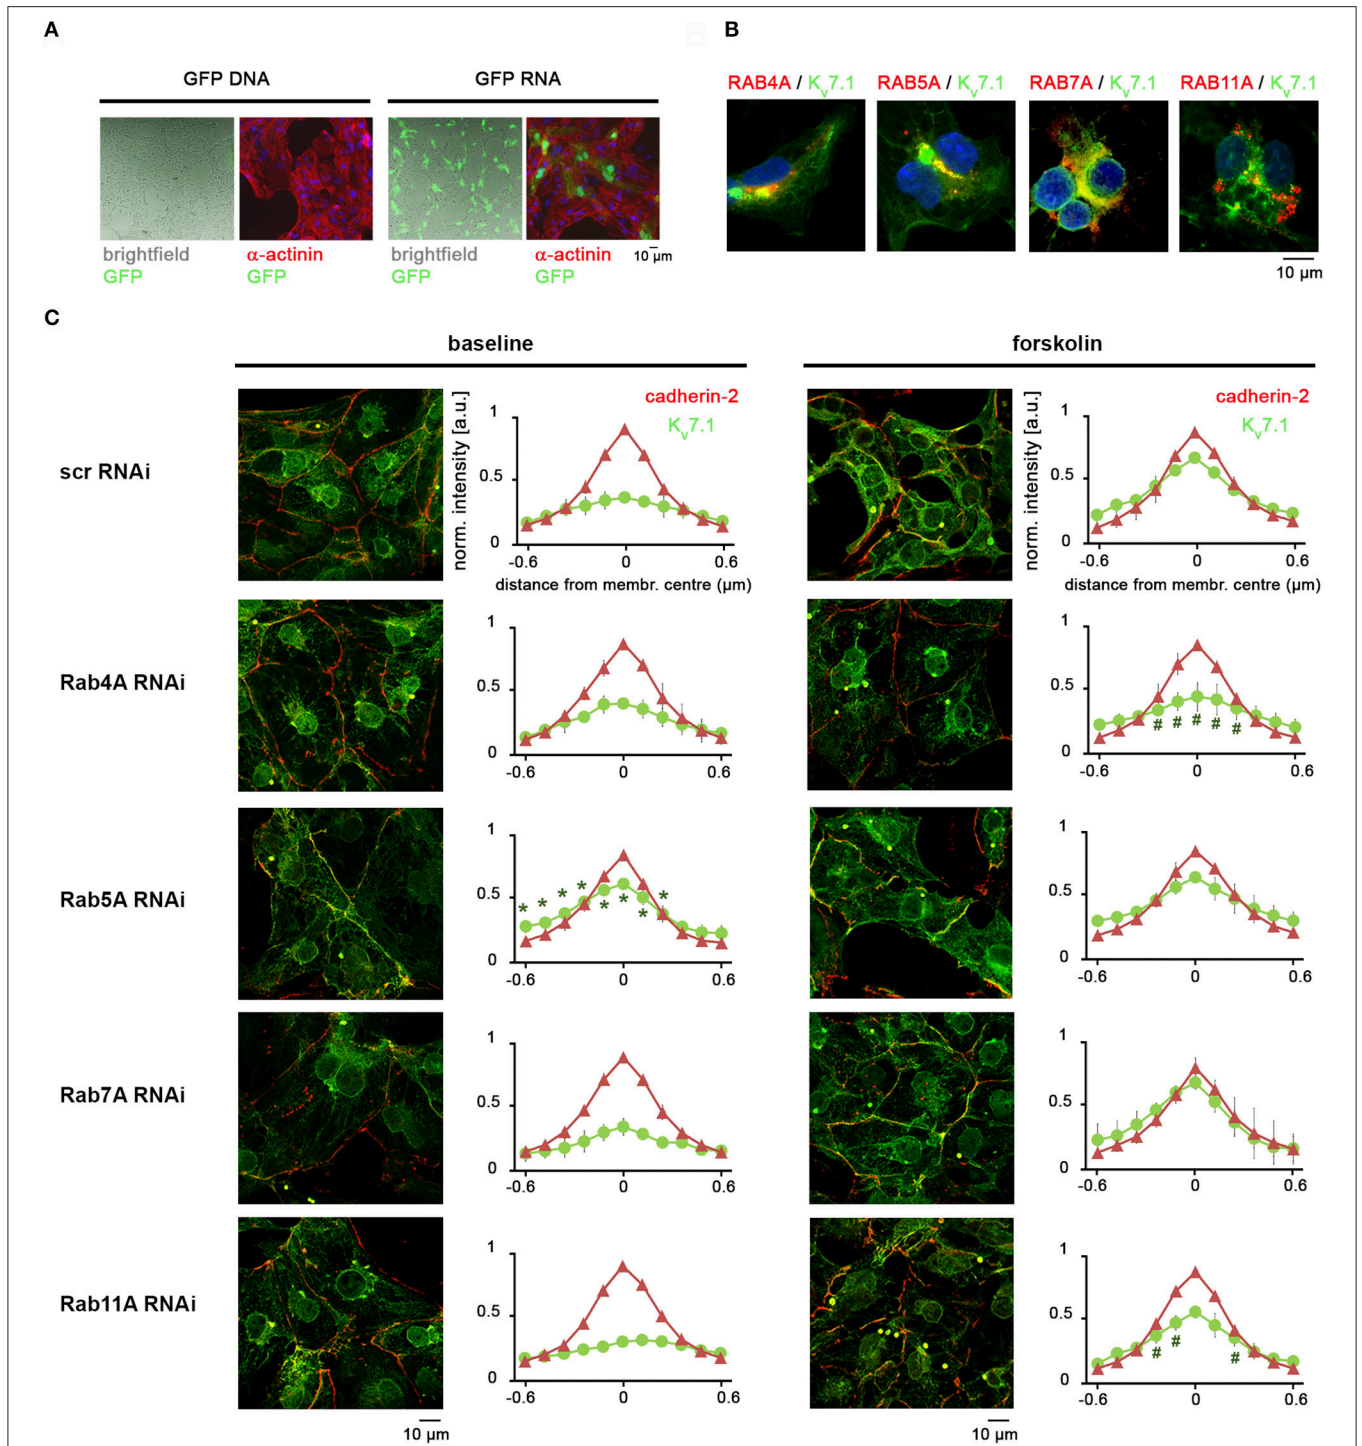 A
B
GFP DNA
GFP RNA
brightfield
GFP
α-actinin
GFP
brightfield
GFP
α-actinin
GFP
10 µm
RAB4A / Kv7.1
RAB5A / Kv7.1
RAB7A / Kv7.1
RAB11A / Kv7.1
10 µm
C
baseline
forskolin
scr RNAi
norm. intensity [a.u.]
1
0.5
0
cadherin-2
Kv7.1
-0.6
0
0.6
distance from membr. centre (µm)
norm. intensity [a.u.]
1
0.5
0
cadherin-2
Kv7.1
-0.6
0
0.6
distance from membr. centre (µm)
Rab4A RNAi
1
0.5
0
-0.6
0
0.6
1
0.5
0
# # # # #
-0.6
0
0.6
Rab5A RNAi
1
0.5
0
* * * * * * * *
-0.6
0
0.6
1
0.5
0
-0.6
0
0.6
Rab7A RNAi
1
0.5
0
-0.6
0
0.6
1
0.5
0
-0.6
0
0.6
Rab11A RNAi
1
0.5
0
-0.6
0
0.6
1
0.5
0
# # #
-0.6
0
0.6
10 µm
10 µm